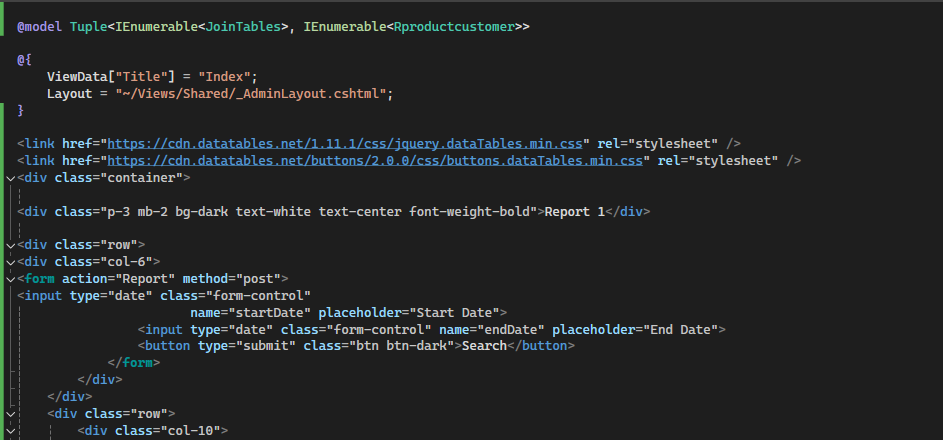 @model Tuple<IEnumerable<JoinTables>, IEnumerable<Rproductcustomer>>
@{
ViewData["Title"] = "Index";
Layout = "~/Views/Shared/_AdminLayout.cshtml";
}
<link href="https://cdn.datatables.net/1.11.1/css/jquery.dataTables.min.css" rel="stylesheet" />
<link href="https://cdn.datatables.net/buttons/2.0.0/css/buttons.dataTables.min.css" rel="stylesheet" />
<div class="container">
<div class="p-3 mb-2 bg-dark text-white text-center font-weight-bold">Report 1</div>
<div class="row">
<div class="col-6">
<form action="Report" method="post">
<input type="date" class="form-control"
name="startDate" placeholder="Start Date">
<input type="date" class="form-control" name="endDate" placeholder="End Date">
<button type="submit" class="btn btn-dark">Search</button>
</form>
</div>
</div>
<div class="row">
<div class="col-10">